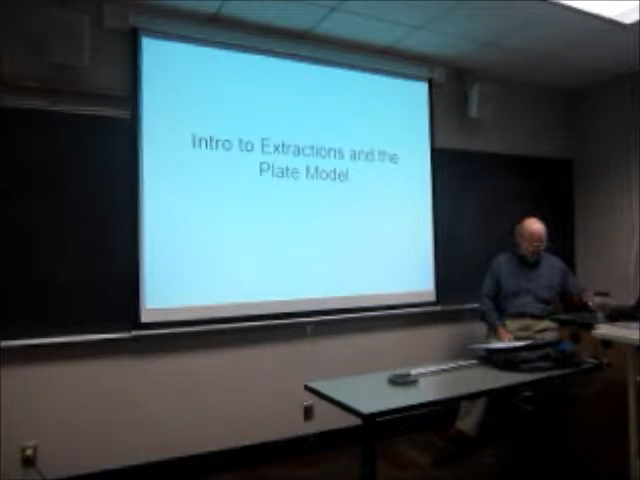 Intro to Extractions and the
Plate Model